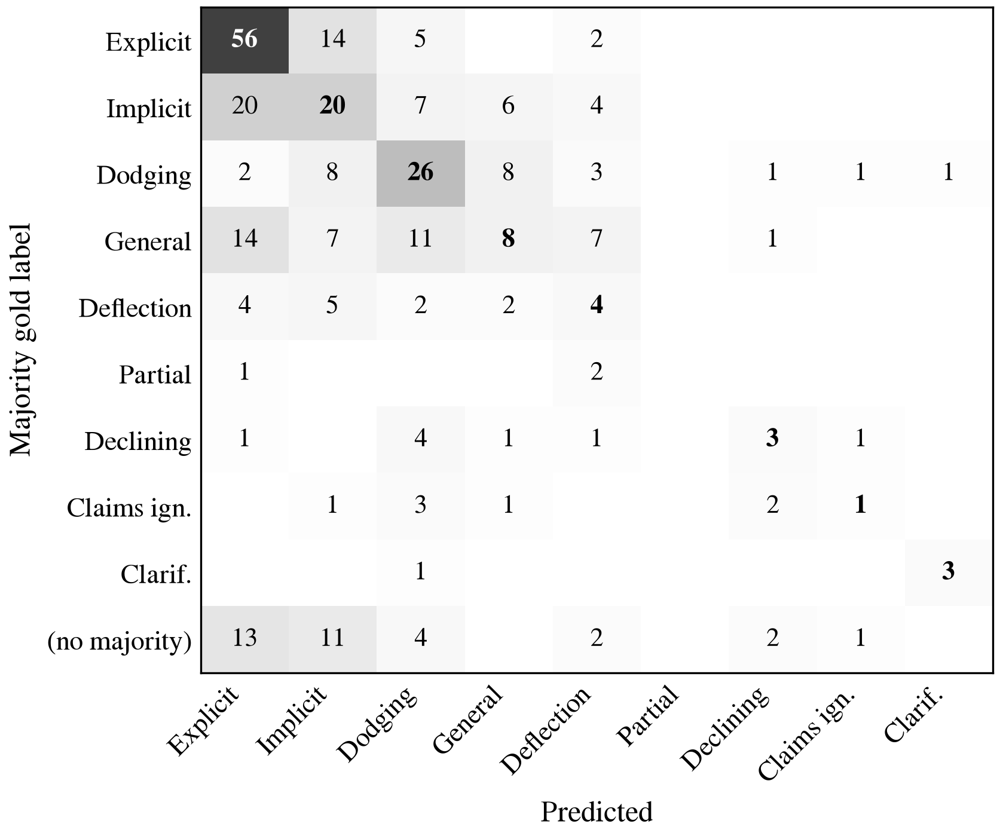 Majority gold label
Explicit 56 14 5 2
Implicit 20 20 7 6 4
Dodging 2 8 26 8 3 1 1 1
General 14 7 11 8 7 1
Deflection 4 5 2 2 4
Partial 1 2
Declining 1 4 1 1 3 1
Claims ign. 1 3 1 2 1
Clarif. 1 3
(no majority) 13 11 4 2 2 1
Explicit Implicit Dodging General Deflection Partial Declining Claims ign. Clarif.
Predicted